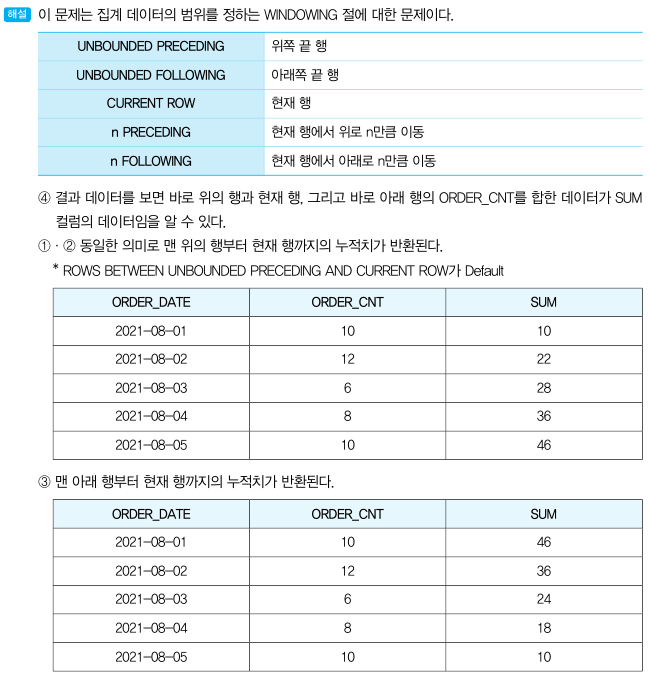 해설 이 문제는 집계 데이터의 범위를 정하는 WINDOWING 절에 대한 문제이다.
UNBOUNDED PRECEDING 위쪽 끝 행
UNBOUNDED FOLLOWING 아래쪽 끝 행
CURRENT ROW 현재 행
n PRECEDING 현재 행에서 위로 n만큼 이동
n FOLLOWING 현재 행에서 아래로 n만큼 이동
④ 결과 데이터를 보면 바로 위의 행과 현재 행, 그리고 바로 아래 행의 ORDER_CNT를 합한 데이터가 SUM
컬럼의 데이터임을 알 수 있다.
①·② 동일한 의미로 맨 위의 행부터 현재 행까지의 누적치가 반환된다.
* ROWS BETWEEN UNBOUNDED PRECEDING AND CURRENT ROW가 Default
ORDER_DATE ORDER_CNT SUM
2021-08-01 10 10
2021-08-02 12 22
2021-08-03 6 28
2021-08-04 8 36
2021-08-05 10 46
③ 맨 아래 행부터 현재 행까지의 누적치가 반환된다.
ORDER_DATE ORDER_CNT SUM
2021-08-01 10 46
2021-08-02 12 36
2021-08-03 6 24
2021-08-04 8 18
2021-08-05 10 10